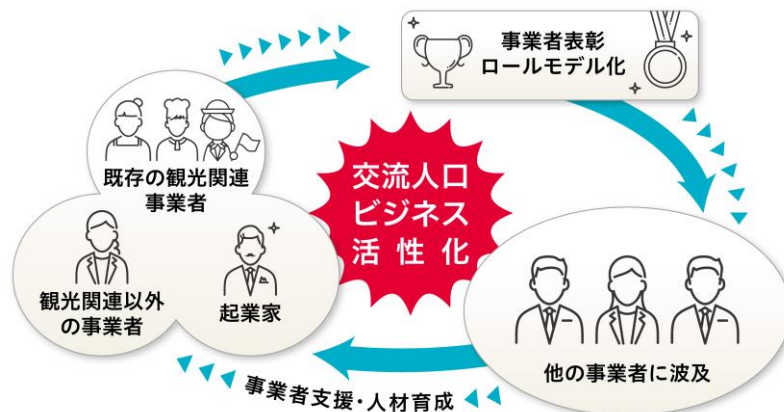 事業者表彰
ロールモデル化
既存の観光関連
事業者
交流人口
ビジネス
活性化
観光関連以外
の事業者
起業家
他の事業者に波及
事業者支援・人材育成